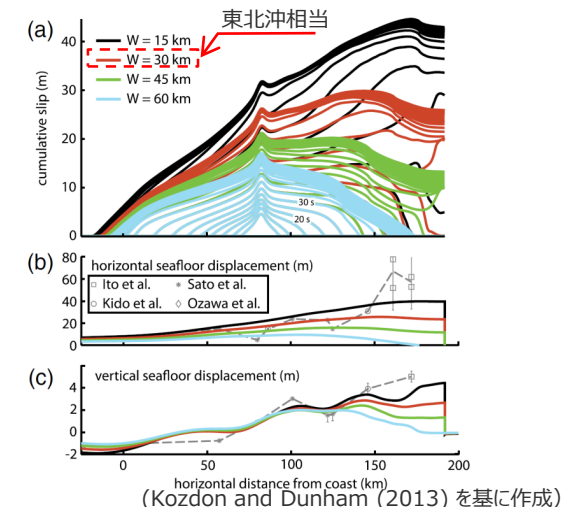 東北沖相当
(a)
W = 15 km
W = 30 km
W = 45 km
W = 60 km
cumulative slip (m)
40
30
20
10
0
30 s
20 s
(b)
horizontal seafloor displacement (m)
Ito et al.
Sato et al.
Kido et al.
Ozawa et al.
80
60
40
20
0
(c)
vertical seafloor displacement (m)
4
2
0
-2
0
50
100
150
200
horizontal distance from coast (km)
(Kozdon and Dunham (2013) を基に作成)